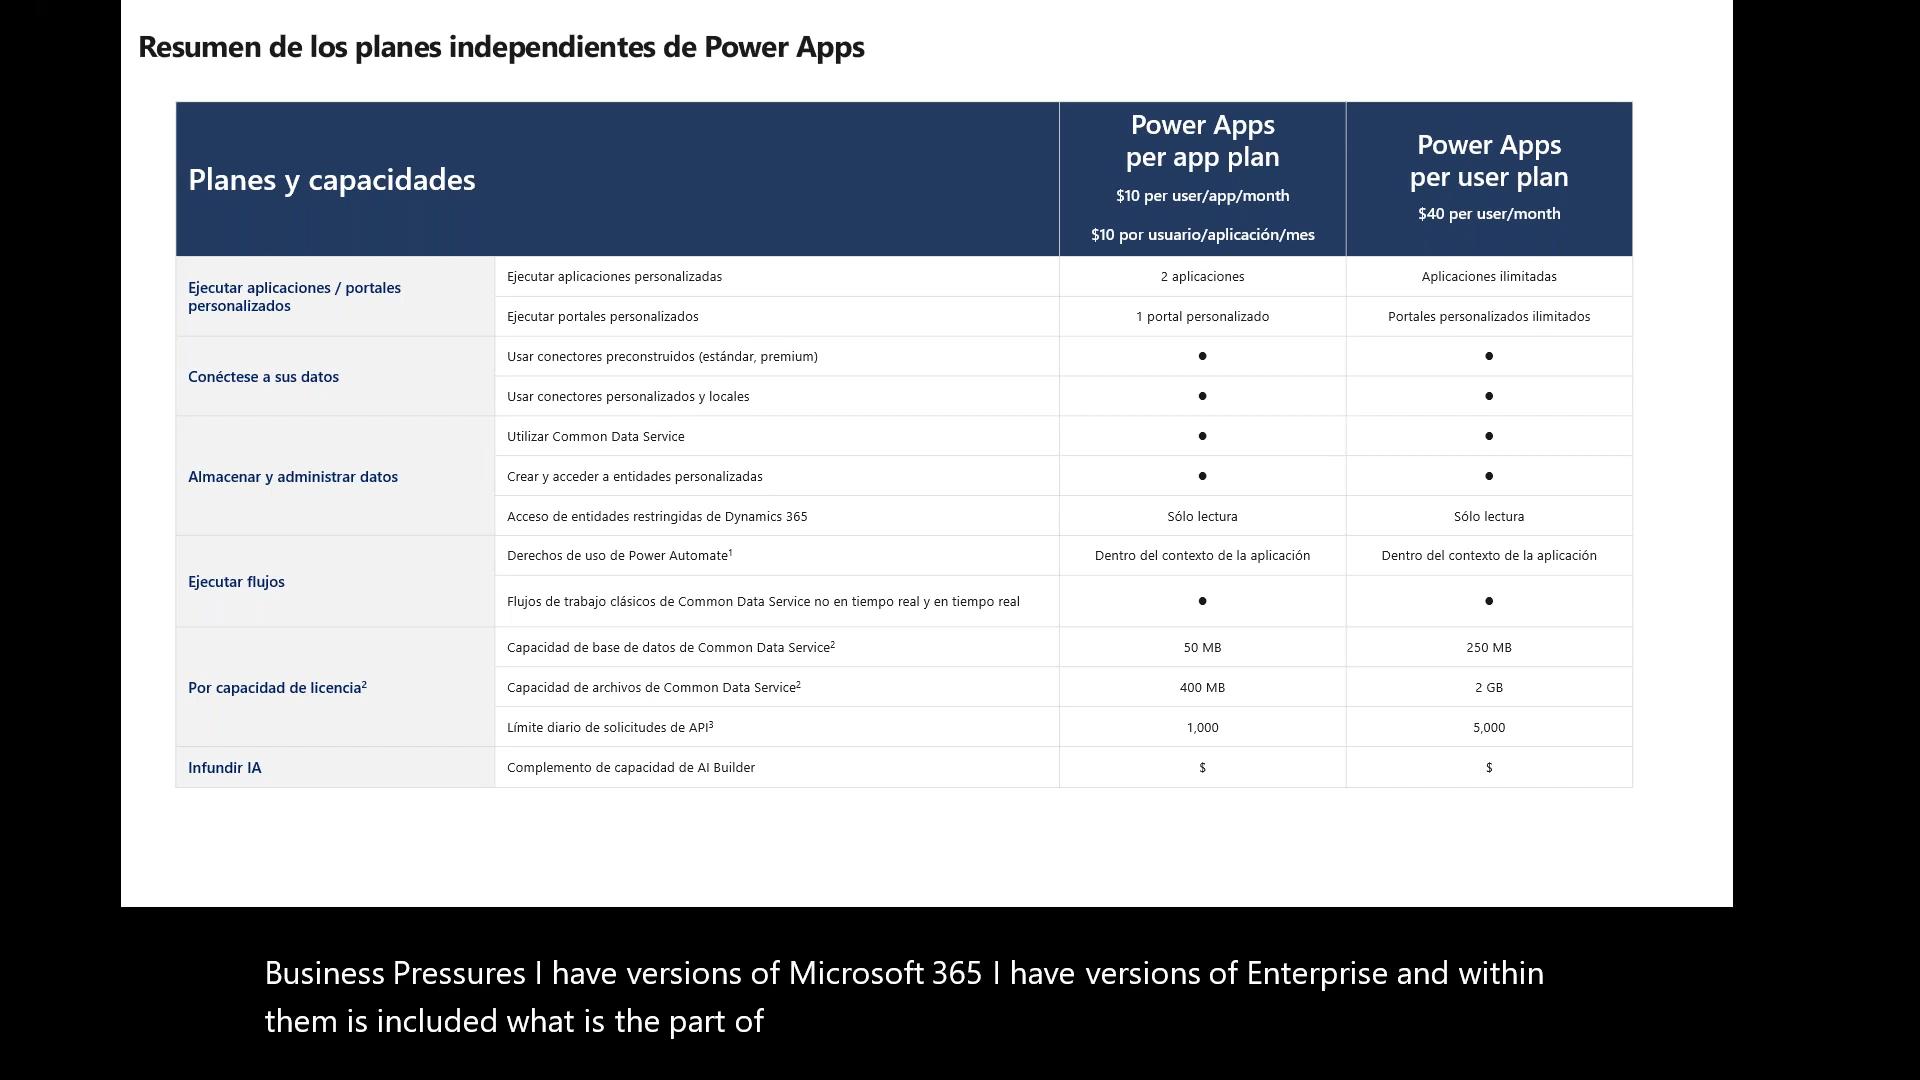 Resumen de los planes independientes de Power Apps
Planes y capacidades
Power Apps
per app plan
$10 per user/app/month
$10 por usuario/aplicación/mes
Power Apps
per user plan
$40 per user/month
Ejecutar aplicaciones / portales
personalizados
Ejecutar aplicaciones personalizadas
2 aplicaciones
Aplicaciones ilimitadas
Ejecutar portales personalizados
1 portal personalizado
Portales personalizados ilimitados
Conéctese a sus datos
Usar conectores preconstruidos (estándar, premium)
●
●
Usar conectores personalizados y locales
●
●
Almacenar y administrar datos
Utilizar Common Data Service
●
●
Crear y acceder a entidades personalizadas
●
●
Acceso de entidades restringidas de Dynamics 365
Sólo lectura
Sólo lectura
Ejecutar flujos
Derechos de uso de Power Automate¹
Dentro del contexto de la aplicación
Dentro del contexto de la aplicación
Flujos de trabajo clásicos de Common Data Service no en tiempo real y en tiempo real
●
●
Por capacidad de licencia²
Capacidad de base de datos de Common Data Service²
50 MB
250 MB
Capacidad de archivos de Common Data Service²
400 MB
2 GB
Límite diario de solicitudes de API³
1,000
5,000
Infundir IA
Complemento de capacidad de AI Builder
$
$
Business Pressures I have versions of Microsoft 365 I have versions of Enterprise and within
them is included what is the part of